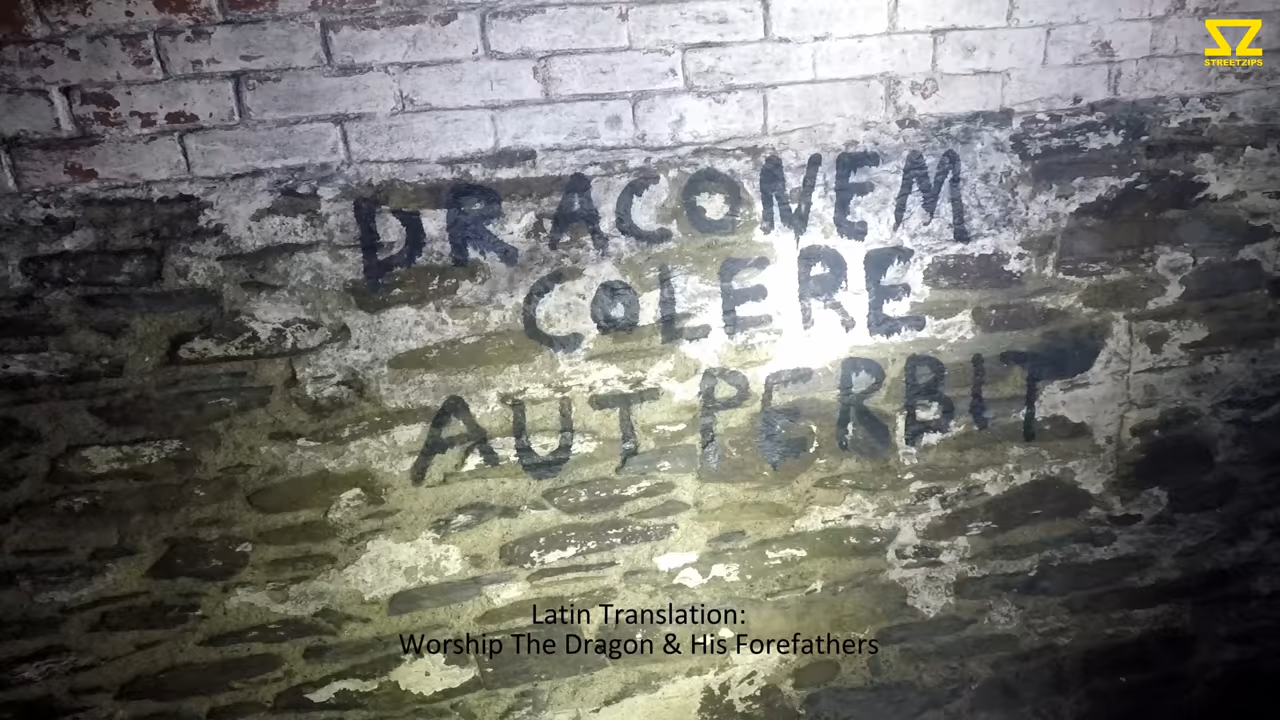 STREETZIPS
DRACONEM
COLERE
AUT PERBIT
Latin Translation:
Worship The Dragon & His Forefathers